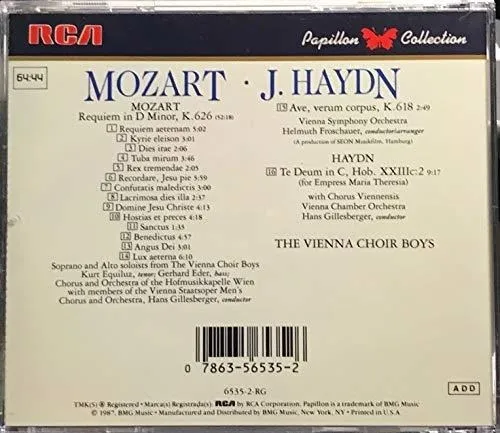 RCA
Papillon Collection
64:44
MOZART · J. HAYDN
MOZART
Requiem in D Minor, K.626 (52:18)
1 Requiem aeternam 5:02
2 Kyrie eleison 3:01
3 Dies irae 2:06
4 Tuba mirum 3:46
5 Rex tremendae 2:05
6 Recordare, Jesu pie 5:59
7 Confutatis maledictis 3:00
8 Lacrimosa dies illa 2:37
9 Domine Jesu Christe 4:13
10 Hostias et preces 4:18
11 Sanctus 1:35
12 Benedictus 4:57
13 Angus Dei 3:01
14 Lux aeterna 6:10
Soprano and Alto soloists from The Vienna Choir Boys
Kurt Equiluz, tenor; Gerhard Eder, bass;
Chorus and Orchestra of the Hofmusikkapelle Wien
with members of the Vienna Staatsoper Men's
Chorus and Orchestra, Hans Gillesberger, conductor
15 Ave, verum corpus, K.618 2:49
Vienna Symphony Orchestra
Helmuth Froschauer, conductor/arranger
(A production of SEON Musikfilm, Hamburg)
HAYDN
16 Te Deum in C, Hob. XXIIIc:2 9:17
(for Empress Maria Theresia)
with Chorus Viennensis
Vienna Chamber Orchestra
Hans Gillesberger, conductor
THE VIENNA CHOIR BOYS
0 7863-56535-2
6535-2-RG
ADD
TMK(S) ® Registered • Marca(s) Registrada(s) RCA by RCA Corporation. Papillon is a trademark of BMG Music
© 1987, BMG Music • Manufactured and Distributed by BMG Music, New York, NY • Printed in U.S.A.